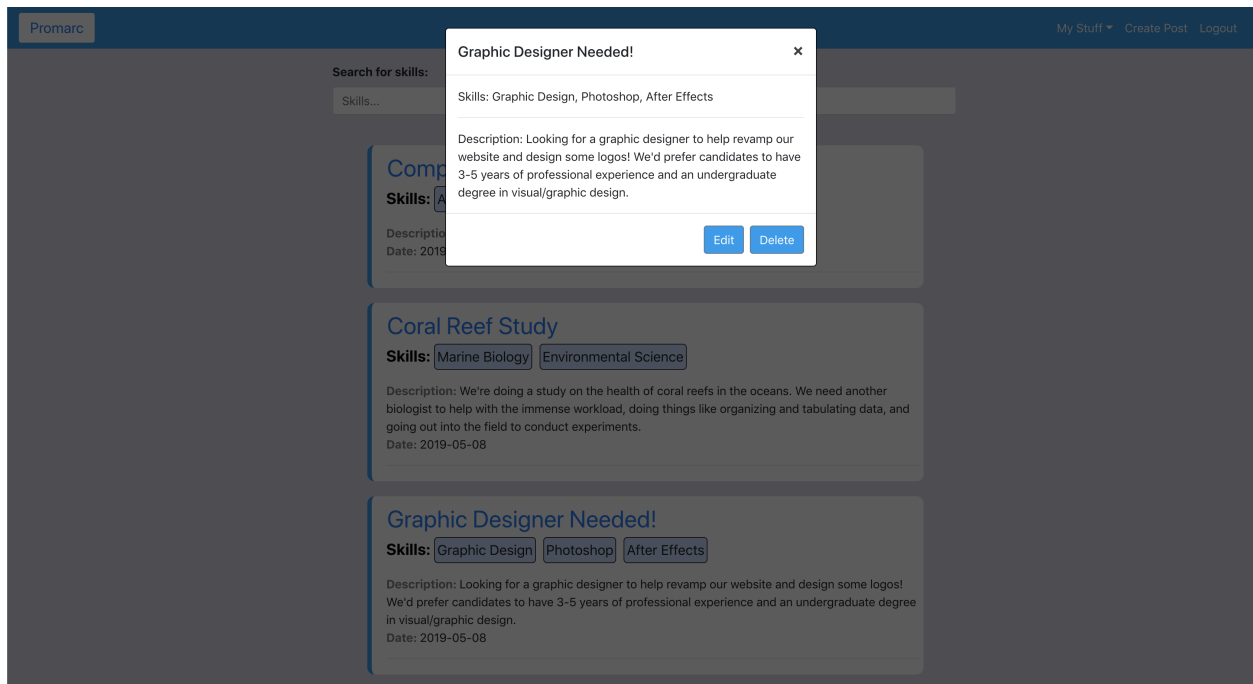 Promarc
My Stuff Create Post Logout
Graphic Designer Needed! ×
Skills: Graphic Design, Photoshop, After Effects
Description: Looking for a graphic designer to help revamp our
website and design some logos! We'd prefer candidates to have
3-5 years of professional experience and an undergraduate
degree in visual/graphic design.
Edit Delete
Search for skills:
Skills...
Skills:
Date:
Coral Reef Study
Skills: Marine Biology Environmental Science
Description: We're doing a study on the health of coral reefs in the oceans. We need another
biologist to help with the immense workload, doing things like organizing and tabulating data, and
going out into the field to conduct experiments.
Date: 2019-05-08
Graphic Designer Needed!
Skills: Graphic Design Photoshop After Effects
Description: Looking for a graphic designer to help revamp our website and design some logos!
We'd prefer candidates to have 3-5 years of professional experience and an undergraduate degree
in visual/graphic design.
Date: 2019-05-08